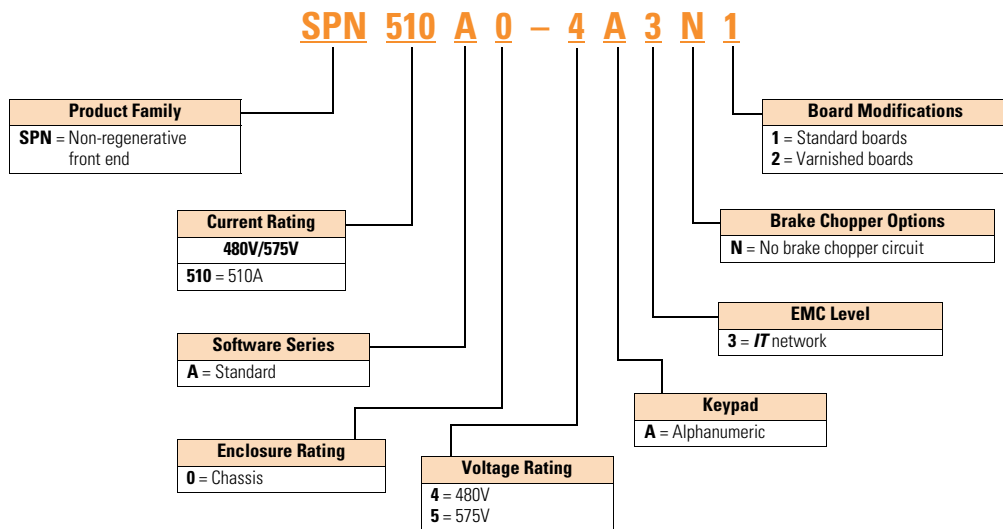 SPN 510 A 0 – 4 A 3 N 1
Product Family
SPN = Non-regenerative
front end
Board Modifications
1 = Standard boards
2 = Varnished boards
Current Rating
480V/575V
510 = 510A
Brake Chopper Options
N = No brake chopper circuit
EMC Level
3 = IT network
Software Series
A = Standard
Keypad
A = Alphanumeric
Enclosure Rating
0 = Chassis
Voltage Rating
4 = 480V
5 = 575V